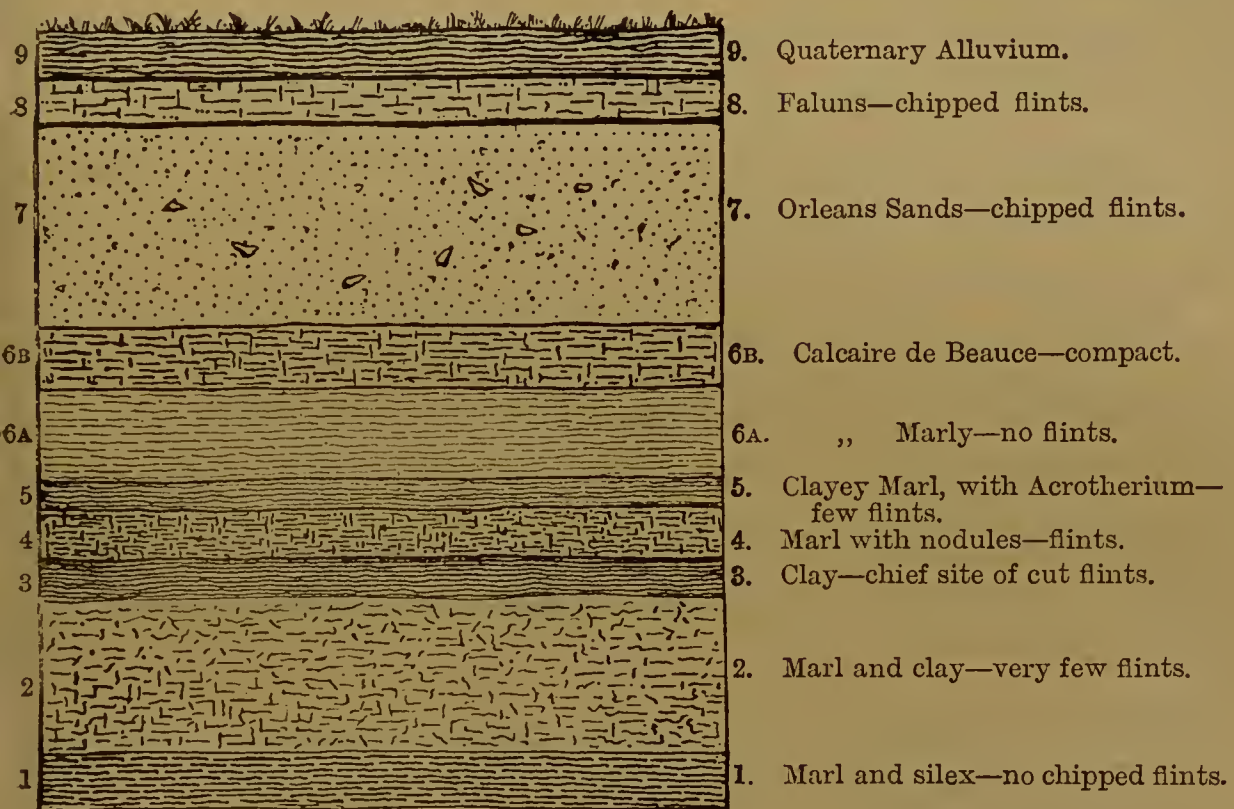 9 9. Quaternary Alluvium.
8 8. Faluns—chipped flints.
7 7. Orleans Sands—chipped flints.
6B 6B. Calcaire de Beauce—compact.
6A 6A. „ Marly—no flints.
5 5. Clayey Marl, with Acrotherium—
few flints.
4 4. Marl with nodules—flints.
3 3. Clay—chief site of cut flints.
2 2. Marl and clay—very few flints.
1 1. Marl and silex—no chipped flints.